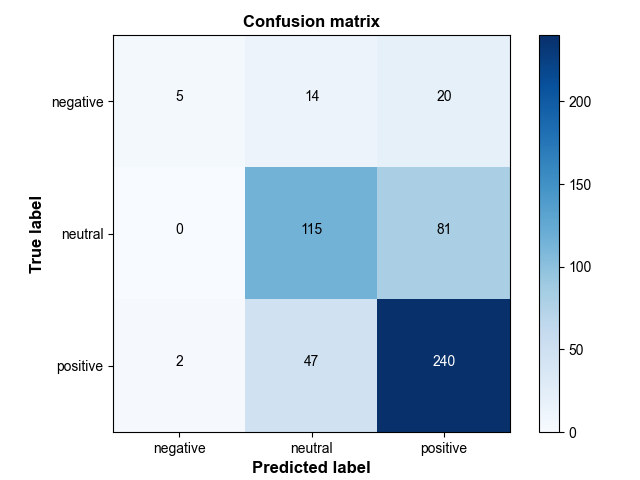 Confusion matrix
negative 5 14 20
neutral 0 115 81
positive 2 47 240
negative neutral positive
Predicted label
True label
200
150
100
50
0